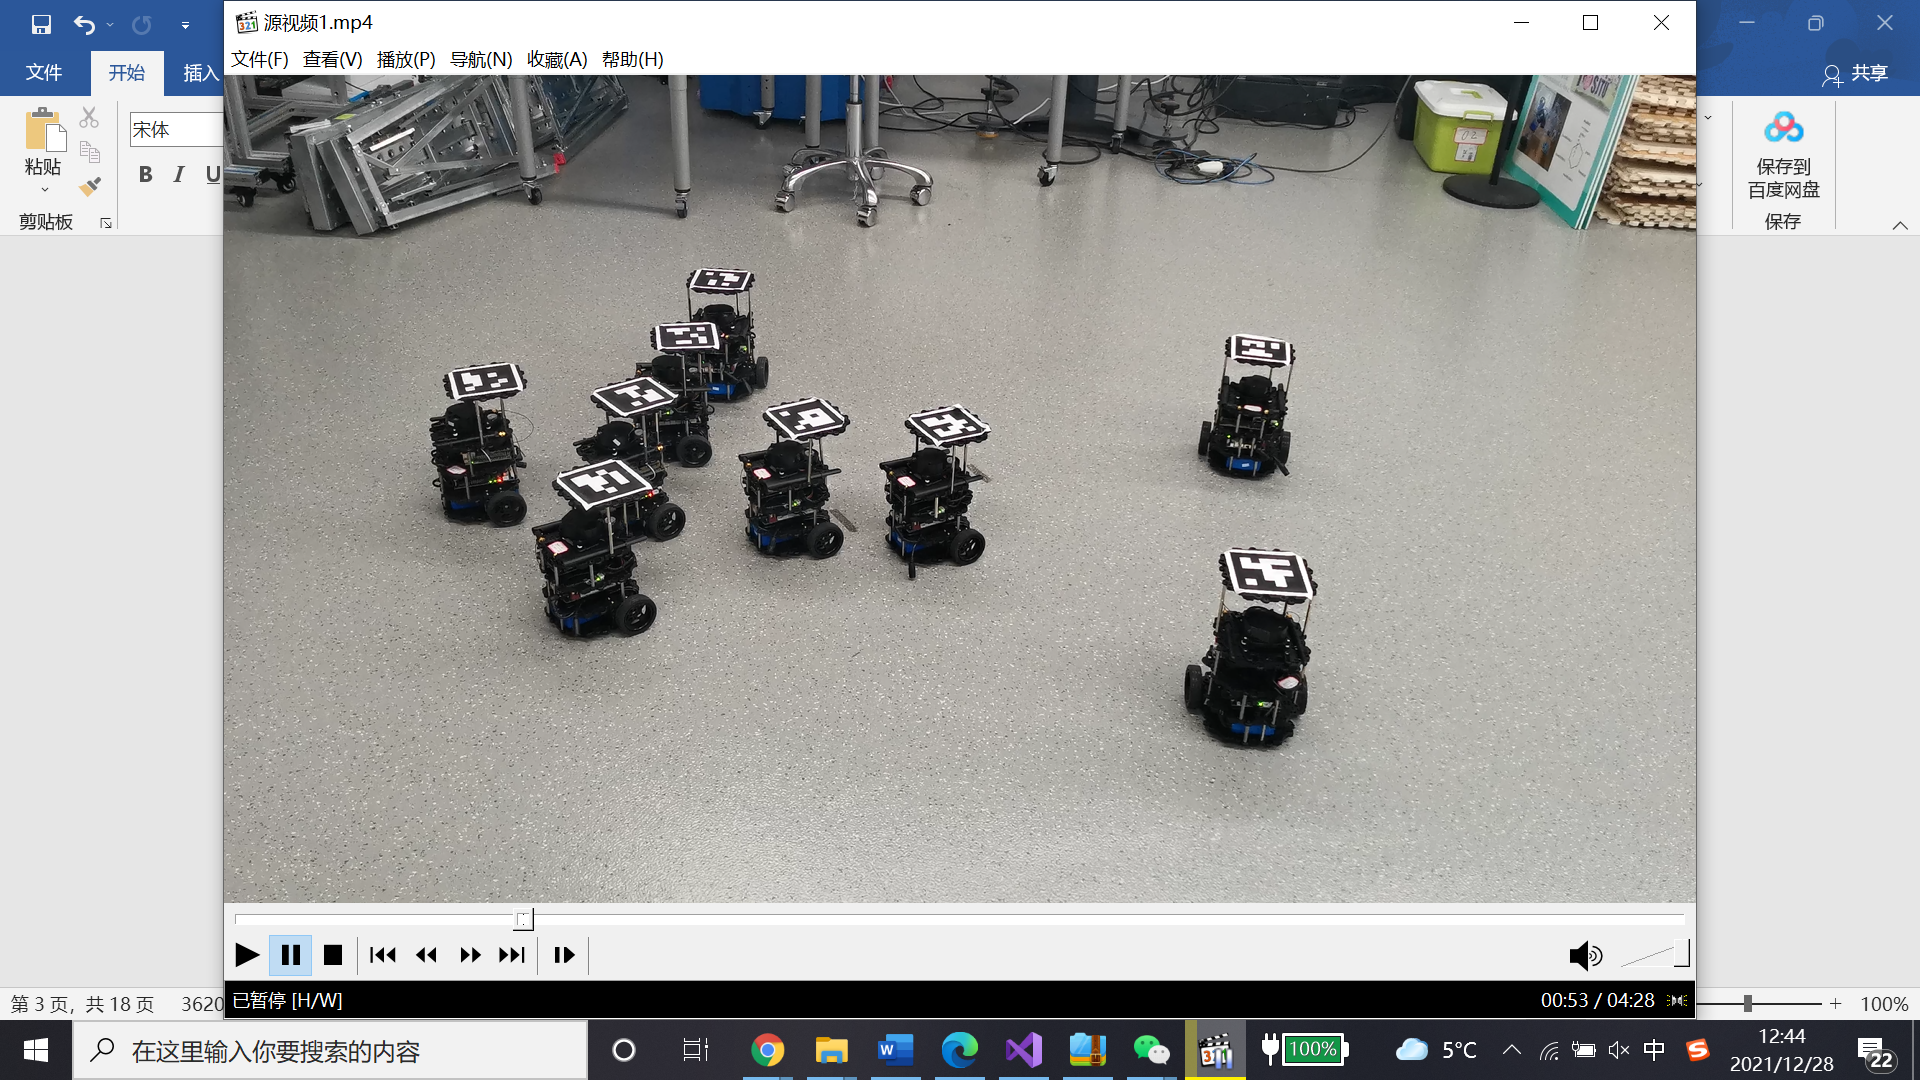 源视频1.mp4
文件(F) 查看(V) 播放(P) 导航(N) 收藏(A) 帮助(H)
文件 开始 插入
共享
宋体
粘贴
B I U
剪贴板
保存到
百度网盘
保存
已暂停 [H/W]
00:53 / 04:28
第 3 页，共 18 页 3620
100%
在这里输入你要搜索的内容
100%
5°C
中
12:44
2021/12/28
22